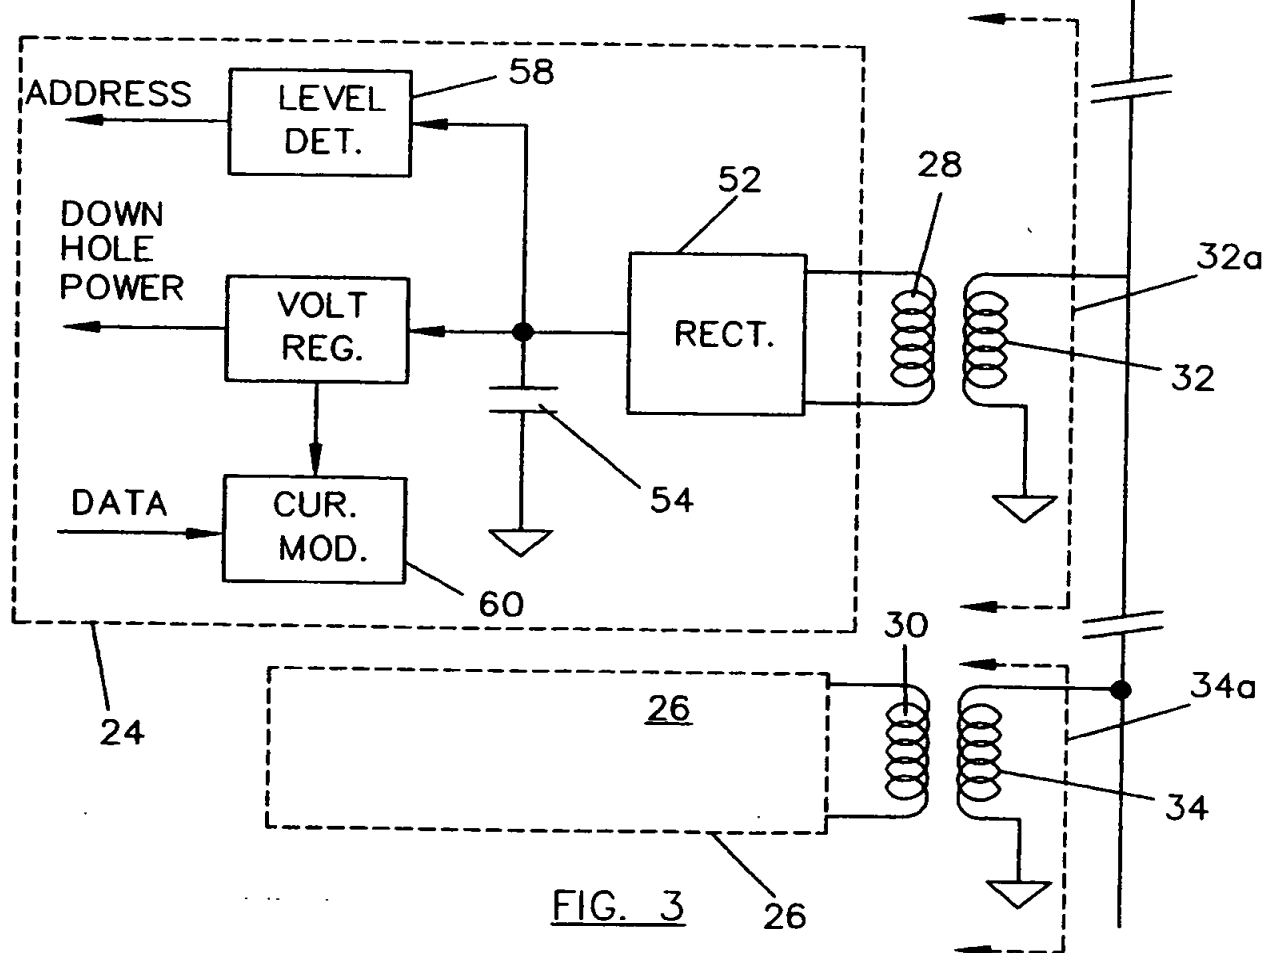 ADDRESS
LEVEL
DET.
58
DOWN
HOLE
POWER
VOLT
REG.
52
RECT.
28
32a
32
54
DATA
CUR.
MOD.
60
24
30
26
34a
34
26
FIG. 3